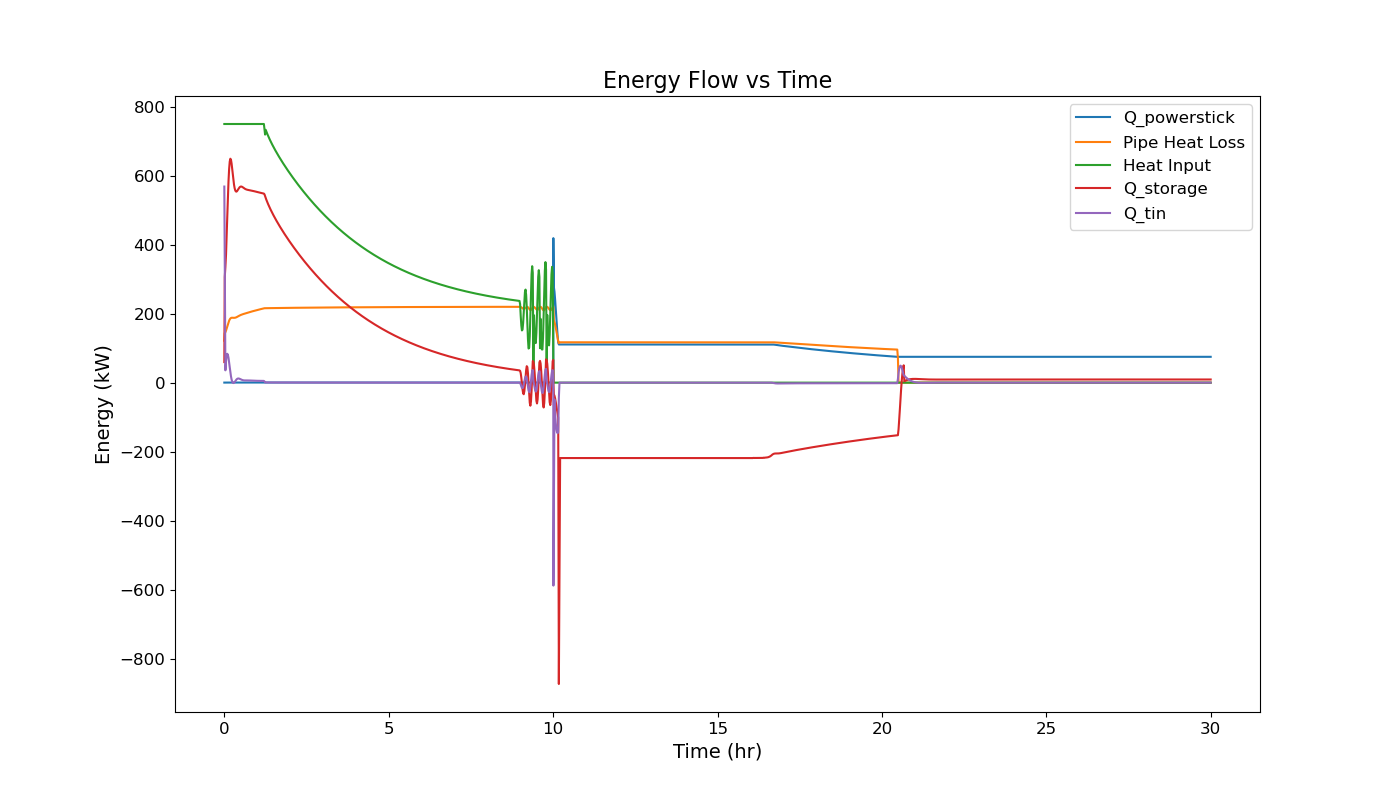 Energy Flow vs Time
Energy (kW)
800
600
400
200
0
−200
−400
−600
−800
Q_powerstick
Pipe Heat Loss
Heat Input
Q_storage
Q_tin
0 5 10 15 20 25 30
Time (hr)